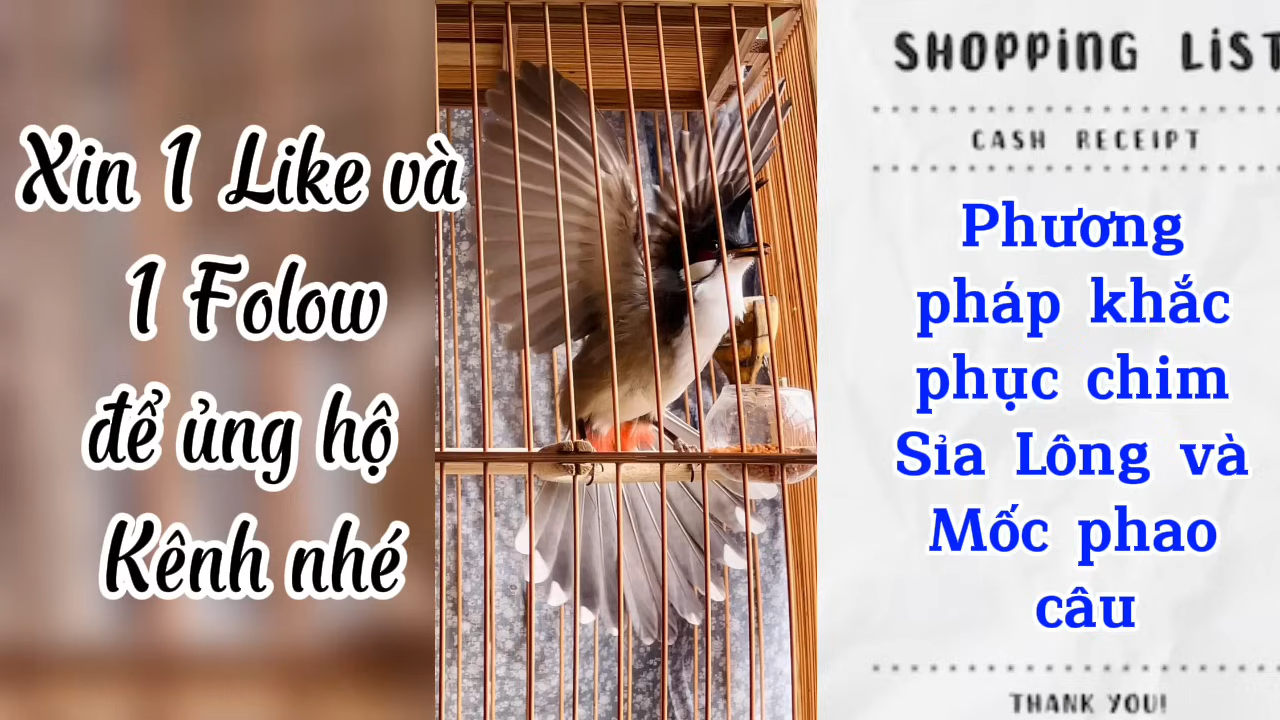 Xin 1 Like và
1 Folow
để ủng hộ
Kênh nhé
SHOPPiNG LiST
CASH RECEIPT
Phương
pháp khắc
phục chim
Sỉa Lông và
Mốc phao
câu
THANK YOU!